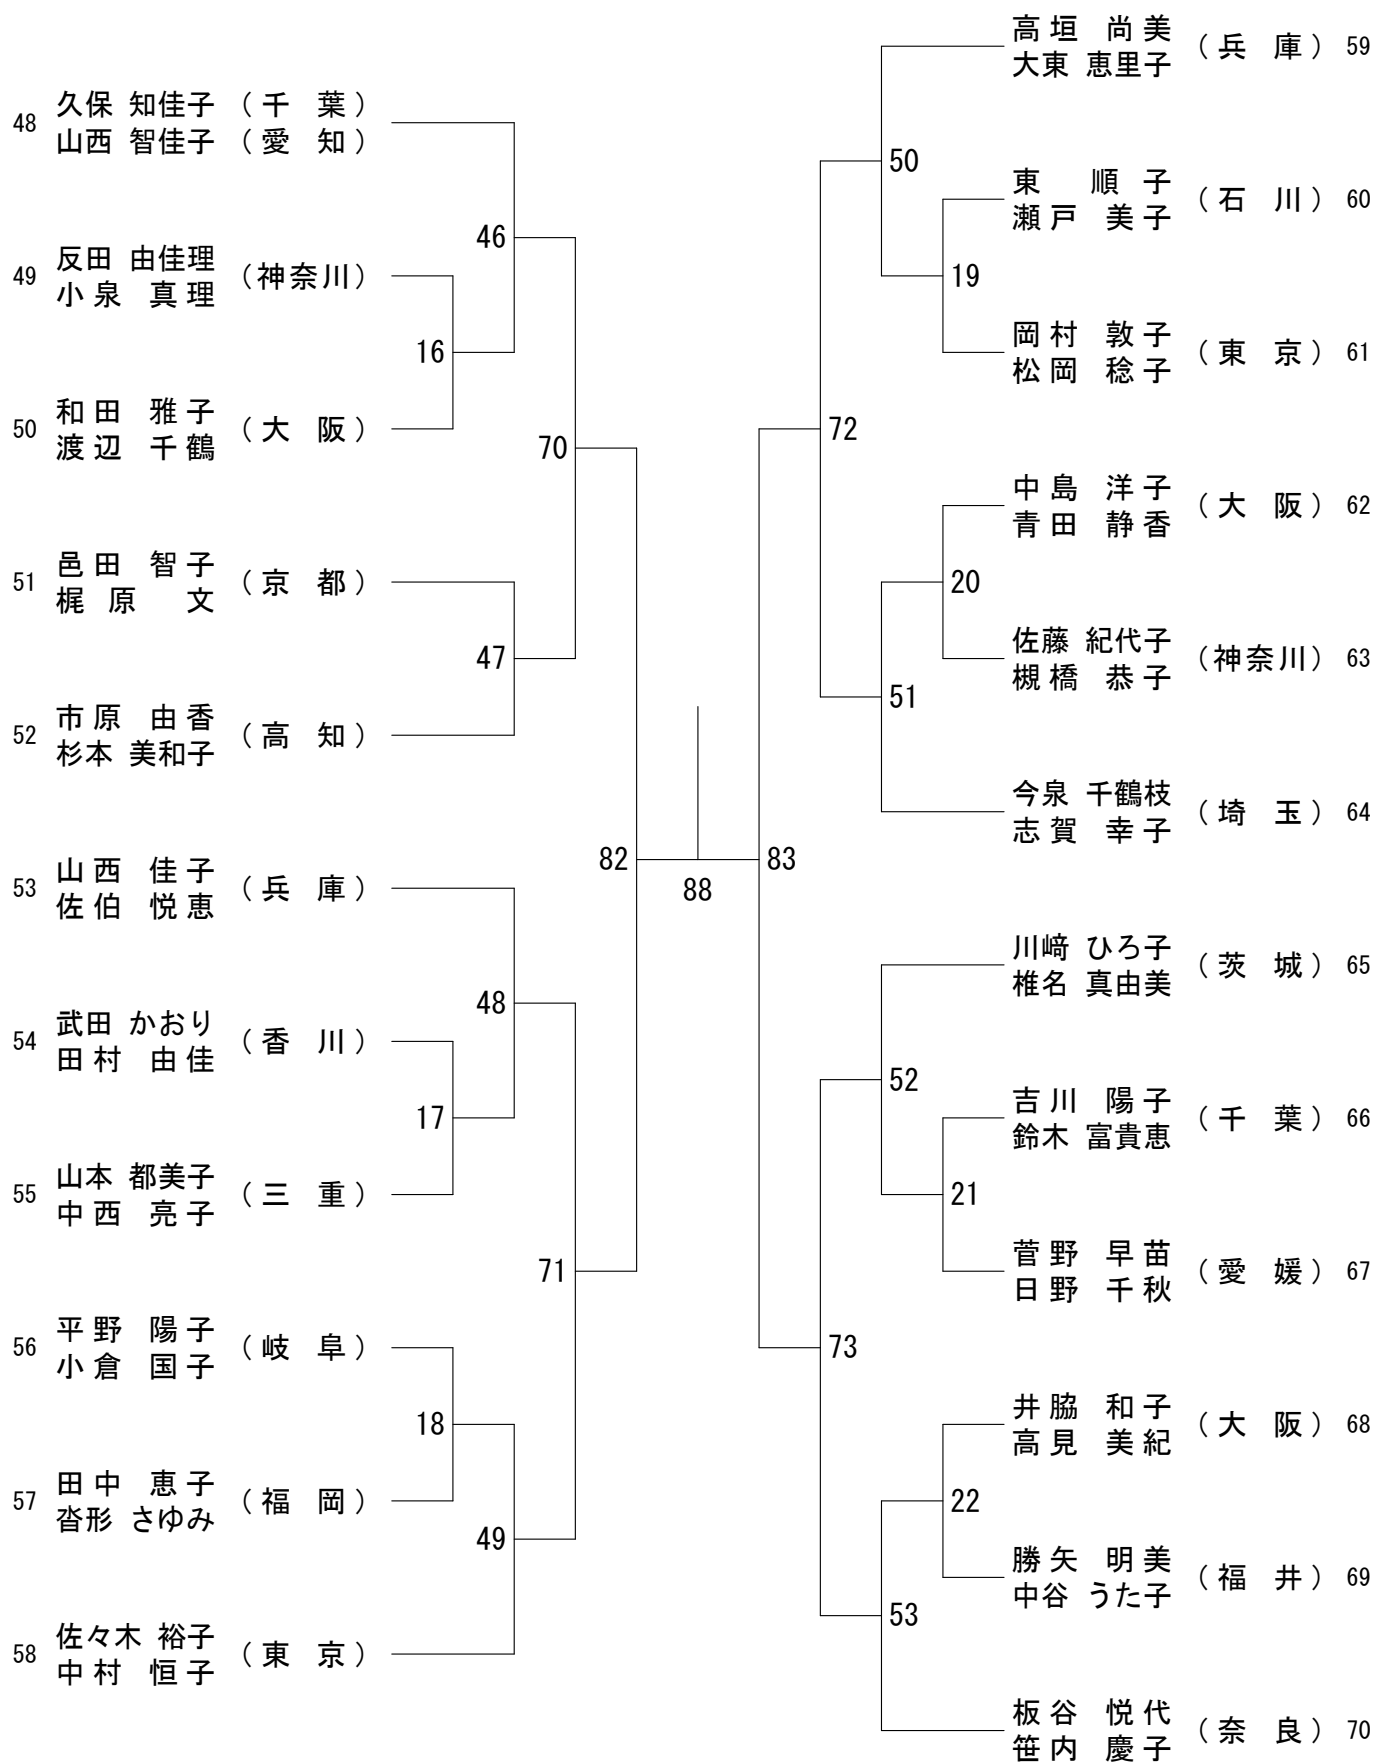 48 久保 知佳子 (千 葉)
山西 智佳子 (愛 知)
46
49 反田 由佳理 (神奈川)
小泉 真理
16
50 和田 雅子 (大 阪)
渡辺 千鶴
70
51 邑田 智子 (京 都)
梶原 文
47
52 市原 由香 (高 知)
杉本 美和子
82
53 山西 佳子 (兵 庫)
佐伯 悦恵
48
54 武田 かおり (香 川)
田村 由佳
17
55 山本 都美子 (三 重)
中西 亮子
71
56 平野 陽子 (岐 阜)
小倉 国子
18
57 田中 恵子 (福 岡)
沓形 さゆみ
49
58 佐々木 裕子 (東 京)
中村 恒子
88
高垣 尚美 (兵 庫) 59
大東 恵里子
50
東 順子 (石 川) 60
瀬戸 美子
19
岡村 敦子 (東 京) 61
松岡 稔子
72
中島 洋子 (大 阪) 62
青田 静香
20
佐藤 紀代子 (神奈川) 63
槻橋 恭子
51
今泉 千鶴枝 (埼 玉) 64
志賀 幸子
83
川﨑 ひろ子 (茨 城) 65
椎名 真由美
52
吉川 陽子 (千 葉) 66
鈴木 富貴恵
21
菅野 早苗 (愛 媛) 67
日野 千秋
73
井脇 和子 (大 阪) 68
高見 美紀
22
勝矢 明美 (福 井) 69
中谷 うた子
53
板谷 悦代 (奈 良) 70
笹内 慶子